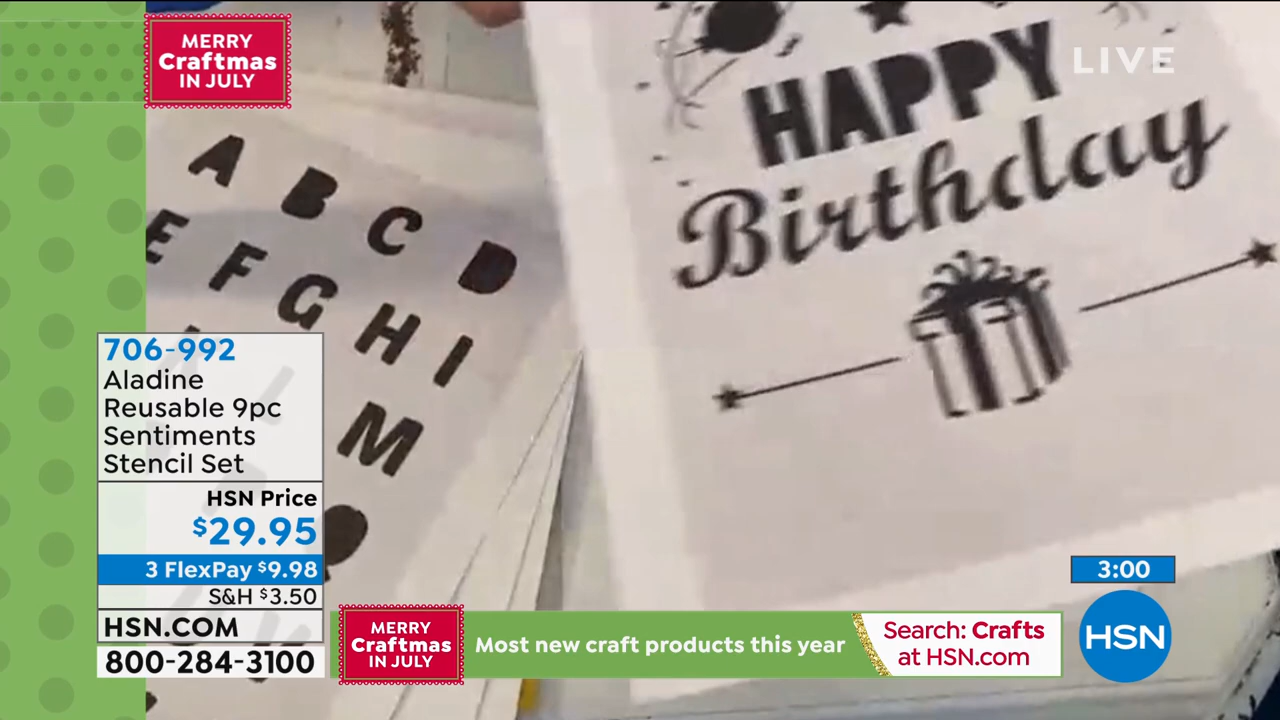 MERRY
Craftmas
IN JULY
LIVE
HAPPY
Birthday
A B C D
E F G H I
M
706-992
Aladine
Reusable 9pc
Sentiments
Stencil Set
HSN Price
$29.95
3 FlexPay $9.98
S&H $3.50
HSN.COM
800-284-3100
MERRY
Craftmas
IN JULY
Most new craft products this year
Search: Crafts
at HSN.com
3:00
HSN